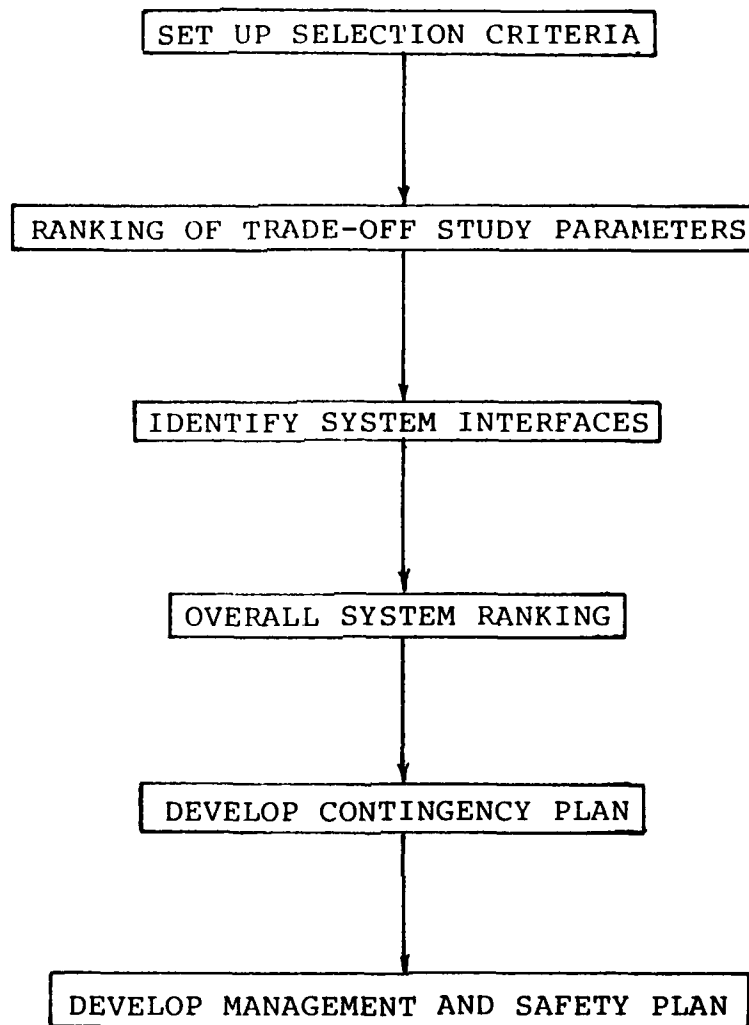 SET UP SELECTION CRITERIA
RANKING OF TRADE-OFF STUDY PARAMETERS
IDENTIFY SYSTEM INTERFACES
OVERALL SYSTEM RANKING
DEVELOP CONTINGENCY PLAN
DEVELOP MANAGEMENT AND SAFETY PLAN